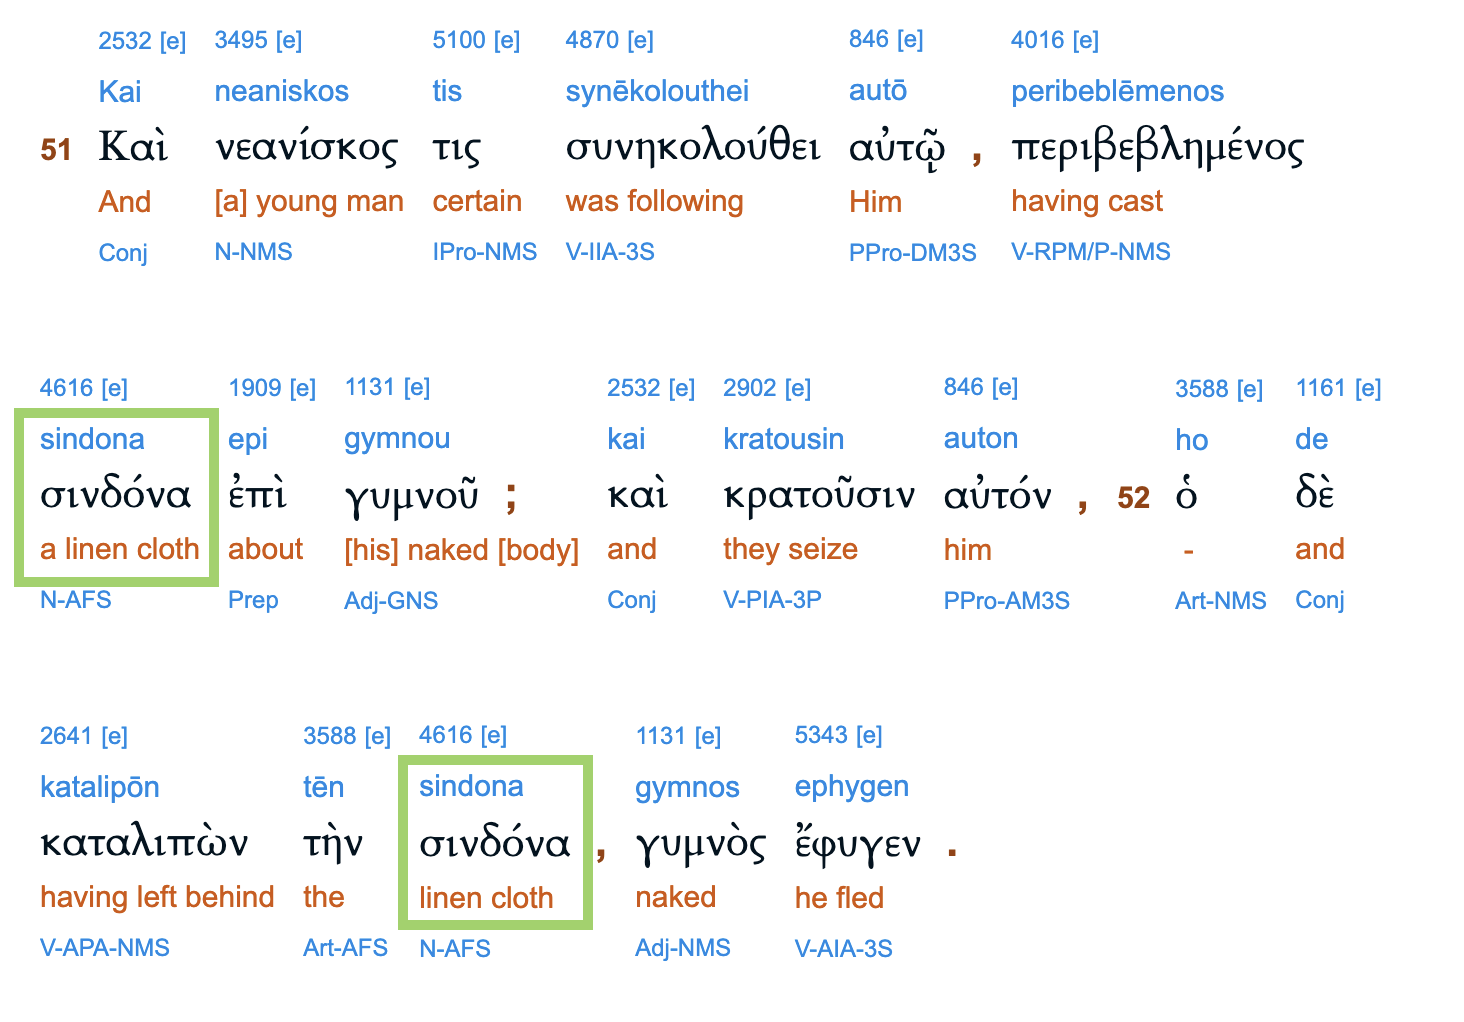 2532 [e] 3495 [e] 5100 [e] 4870 [e] 846 [e] 4016 [e]
Kai neaniskos tis synēkolouthei autō peribeblēmenos
51 Καὶ νεανίσκος τις συνηκολούθει αὐτῷ , περιβεβλημένος
And [a] young man certain was following Him having cast
Conj N-NMS IPro-NMS V-IIA-3S PPro-DM3S V-RPM/P-NMS
4616 [e] 1909 [e] 1131 [e] 2532 [e] 2902 [e] 846 [e] 3588 [e] 1161 [e]
sindona epi gymnou kai kratousin auton ho de
σινδόνα ἐπὶ γυμνοῦ ; καὶ κρατοῦσιν αὐτόν , 52 ὁ δὲ
a linen cloth about [his] naked [body] and they seize him - and
N-AFS Prep Adj-GNS Conj V-PIA-3P PPro-AM3S Art-NMS Conj
2641 [e] 3588 [e] 4616 [e] 1131 [e] 5343 [e]
katalipōn tēn sindona gymnos ephygen
καταλιπὼν τὴν σινδόνα , γυμνὸς ἔφυγεν .
having left behind the linen cloth naked he fled
V-APA-NMS Art-AFS N-AFS Adj-NMS V-AIA-3S